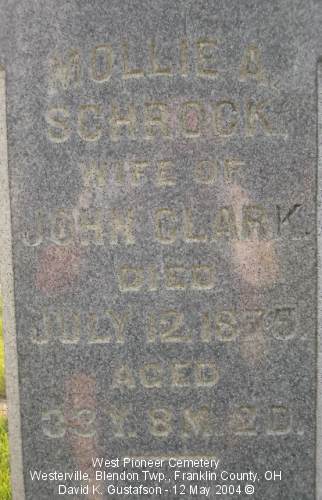 MOLLIE A.
SCHROCK.
WIFE OF
JOHN CLARK.
DIED
JULY 12, 1875.
AGED
8 M. 2 D.
West Pioneer Cemetery
Westerville, Blendon Twp., Franklin County, OH
David K. Gustafson - 12 May 2004 ©